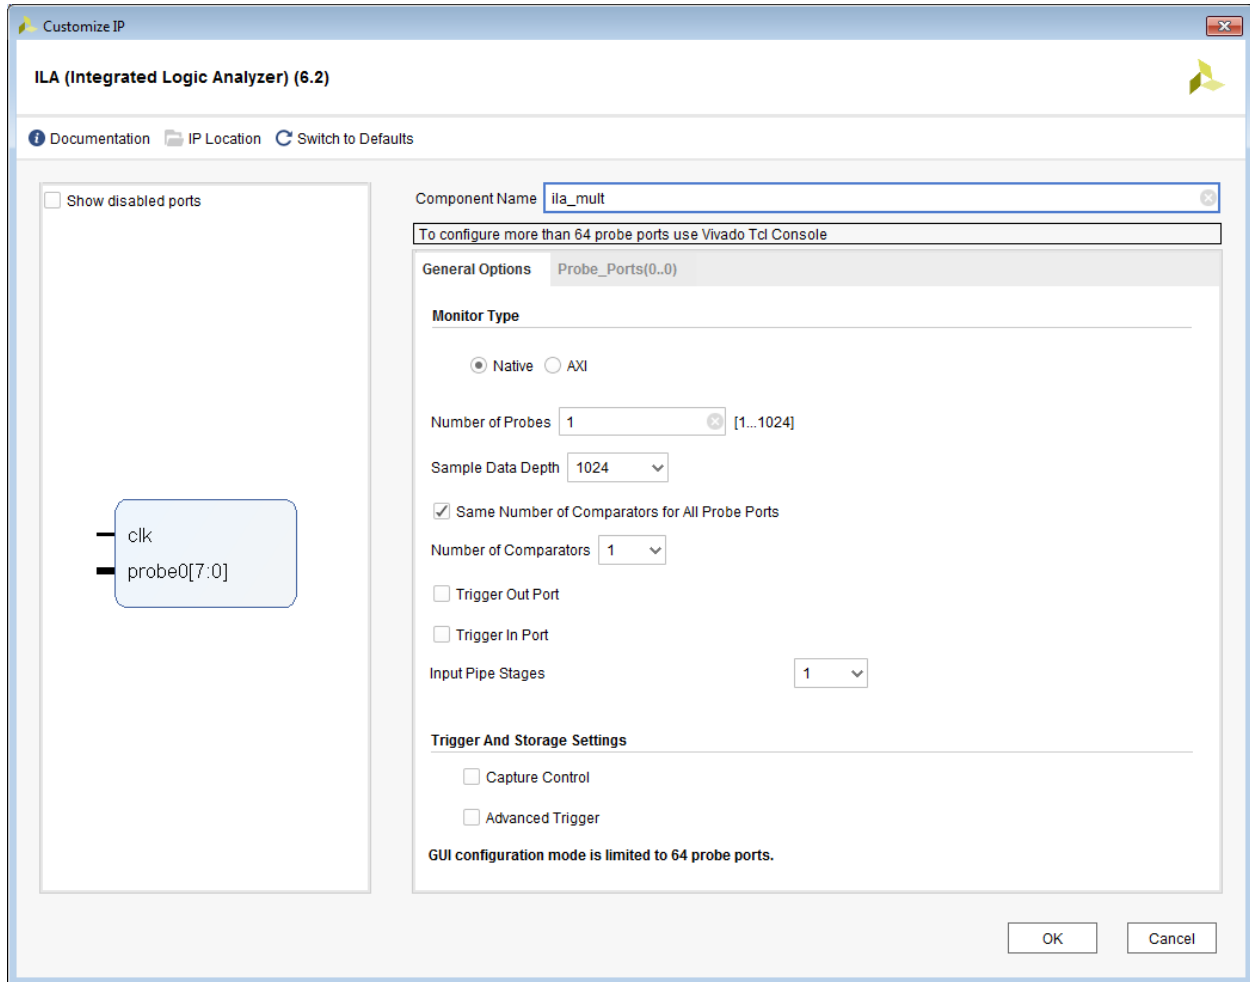 Customize IP
ILA (Integrated Logic Analyzer) (6.2)
Documentation IP Location Switch to Defaults
Show disabled ports
clk
probe0[7:0]
Component Name ila_mult
To configure more than 64 probe ports use Vivado Tcl Console
General Options Probe_Ports(0..0)
Monitor Type
Native AXI
Number of Probes 1 [1...1024]
Sample Data Depth 1024
Same Number of Comparators for All Probe Ports
Number of Comparators 1
Trigger Out Port
Trigger In Port
Input Pipe Stages 1
Trigger And Storage Settings
Capture Control
Advanced Trigger
GUI configuration mode is limited to 64 probe ports.
OK Cancel